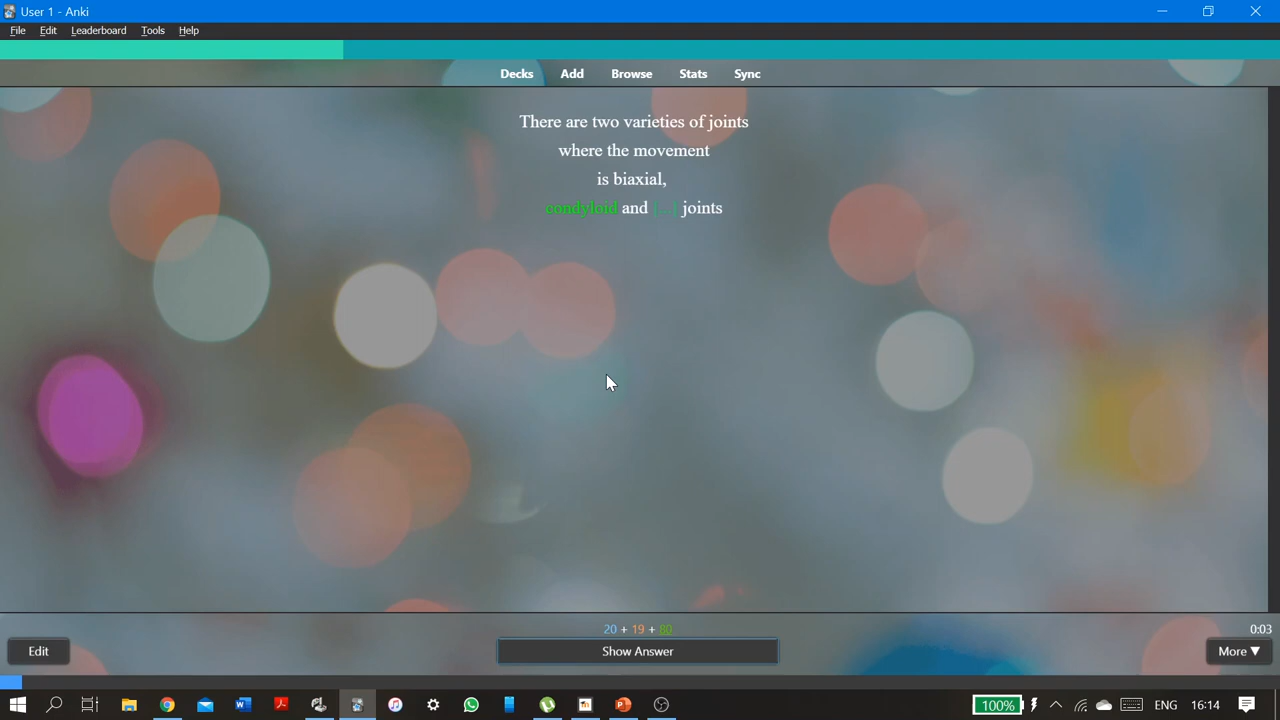 User 1 - Anki
File Edit Leaderboard Tools Help
Decks Add Browse Stats Sync
There are two varieties of joints
where the movement
is biaxial,
condyloid and [...] joints
20 + 19 + 80
0:03
Edit
Show Answer
More ▼
100%
ENG
16:14